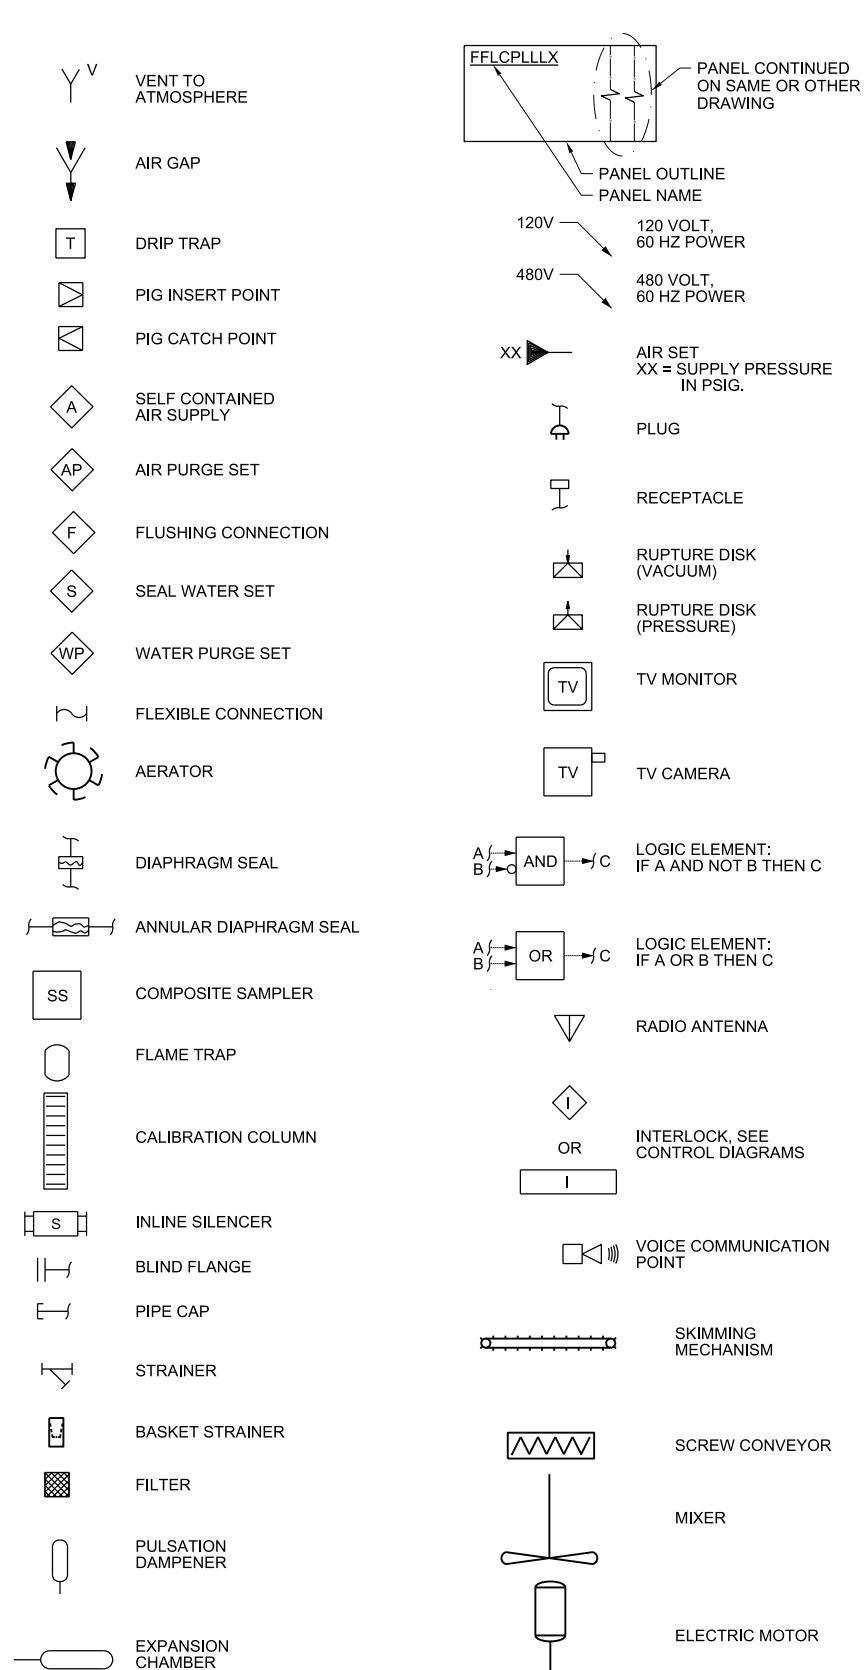 V
VENT TO
ATMOSPHERE
AIR GAP
T
DRIP TRAP
PIG INSERT POINT
PIG CATCH POINT
A
SELF CONTAINED
AIR SUPPLY
AP
AIR PURGE SET
F
FLUSHING CONNECTION
S
SEAL WATER SET
WP
WATER PURGE SET
FLEXIBLE CONNECTION
AERATOR
DIAPHRAGM SEAL
ANNULAR DIAPHRAGM SEAL
SS
COMPOSITE SAMPLER
FLAME TRAP
CALIBRATION COLUMN
S
INLINE SILENCER
BLIND FLANGE
PIPE CAP
STRAINER
BASKET STRAINER
FILTER
PULSATION
DAMPENER
EXPANSION
CHAMBER
FFLCPLLLX
PANEL CONTINUED
ON SAME OR OTHER
DRAWING
PANEL OUTLINE
PANEL NAME
120V
120 VOLT,
60 HZ POWER
480V
480 VOLT,
60 HZ POWER
XX
AIR SET
XX = SUPPLY PRESSURE
IN PSIG.
PLUG
RECEPTACLE
RUPTURE DISK
(VACUUM)
RUPTURE DISK
(PRESSURE)
TV
TV MONITOR
TV
TV CAMERA
A
B
AND
C
LOGIC ELEMENT:
IF A AND NOT B THEN C
A
B
OR
C
LOGIC ELEMENT:
IF A OR B THEN C
RADIO ANTENNA
I
OR
I
INTERLOCK, SEE
CONTROL DIAGRAMS
VOICE COMMUNICATION
POINT
SKIMMING
MECHANISM
SCREW CONVEYOR
MIXER
ELECTRIC MOTOR